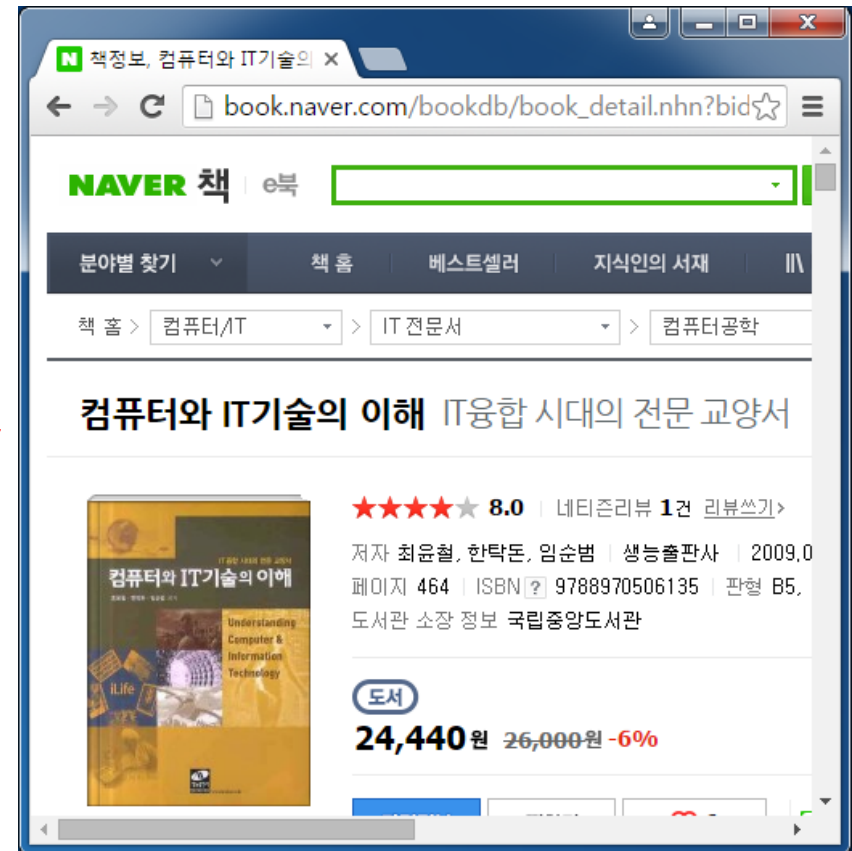 책정보, 컴퓨터와 IT기술의
book.naver.com/bookdb/book_detail.nhn?bid
NAVER 책 e북
분야별 찾기 책 홈 베스트셀러 지식인의 서재
책 홈 > 컴퓨터/IT > IT 전문서 > 컴퓨터공학
컴퓨터와 IT기술의 이해 IT융합 시대의 전문 교양서
8.0 네티즌리뷰 1건 리뷰쓰기>
저자 최윤철, 한탁돈, 임순범 생능출판사 2009.0
페이지 464 ISBN ? 9788970506135 판형 B5,
도서관 소장 정보 국립중앙도서관
도서
24,440원 26,000원 -6%
IT 융합 시대의 전문 교양서
컴퓨터와 IT기술의 이해
Understanding
Computer &
Information
Technology
iLife